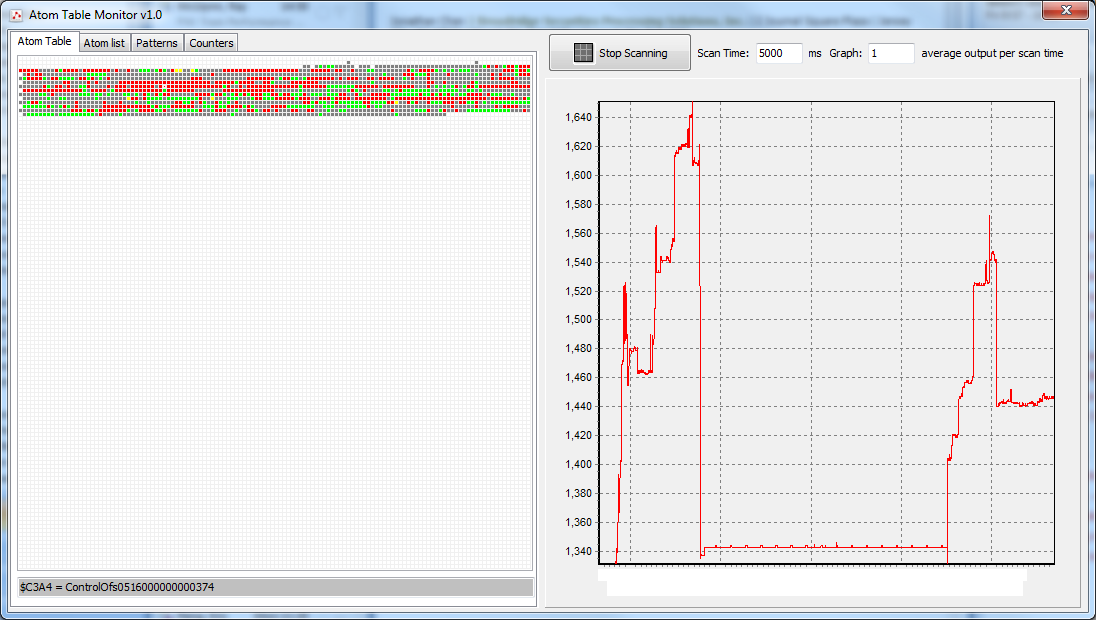 Atom Table Monitor v1.0
Atom Table
Atom list
Patterns
Counters
Stop Scanning
Scan Time:
5000
ms
Graph:
1
average output per scan time
1,640
1,620
1,600
1,580
1,560
1,540
1,520
1,500
1,480
1,460
1,440
1,420
1,400
1,380
1,360
1,340
$C3A4 = ControlOfs0516000000000374